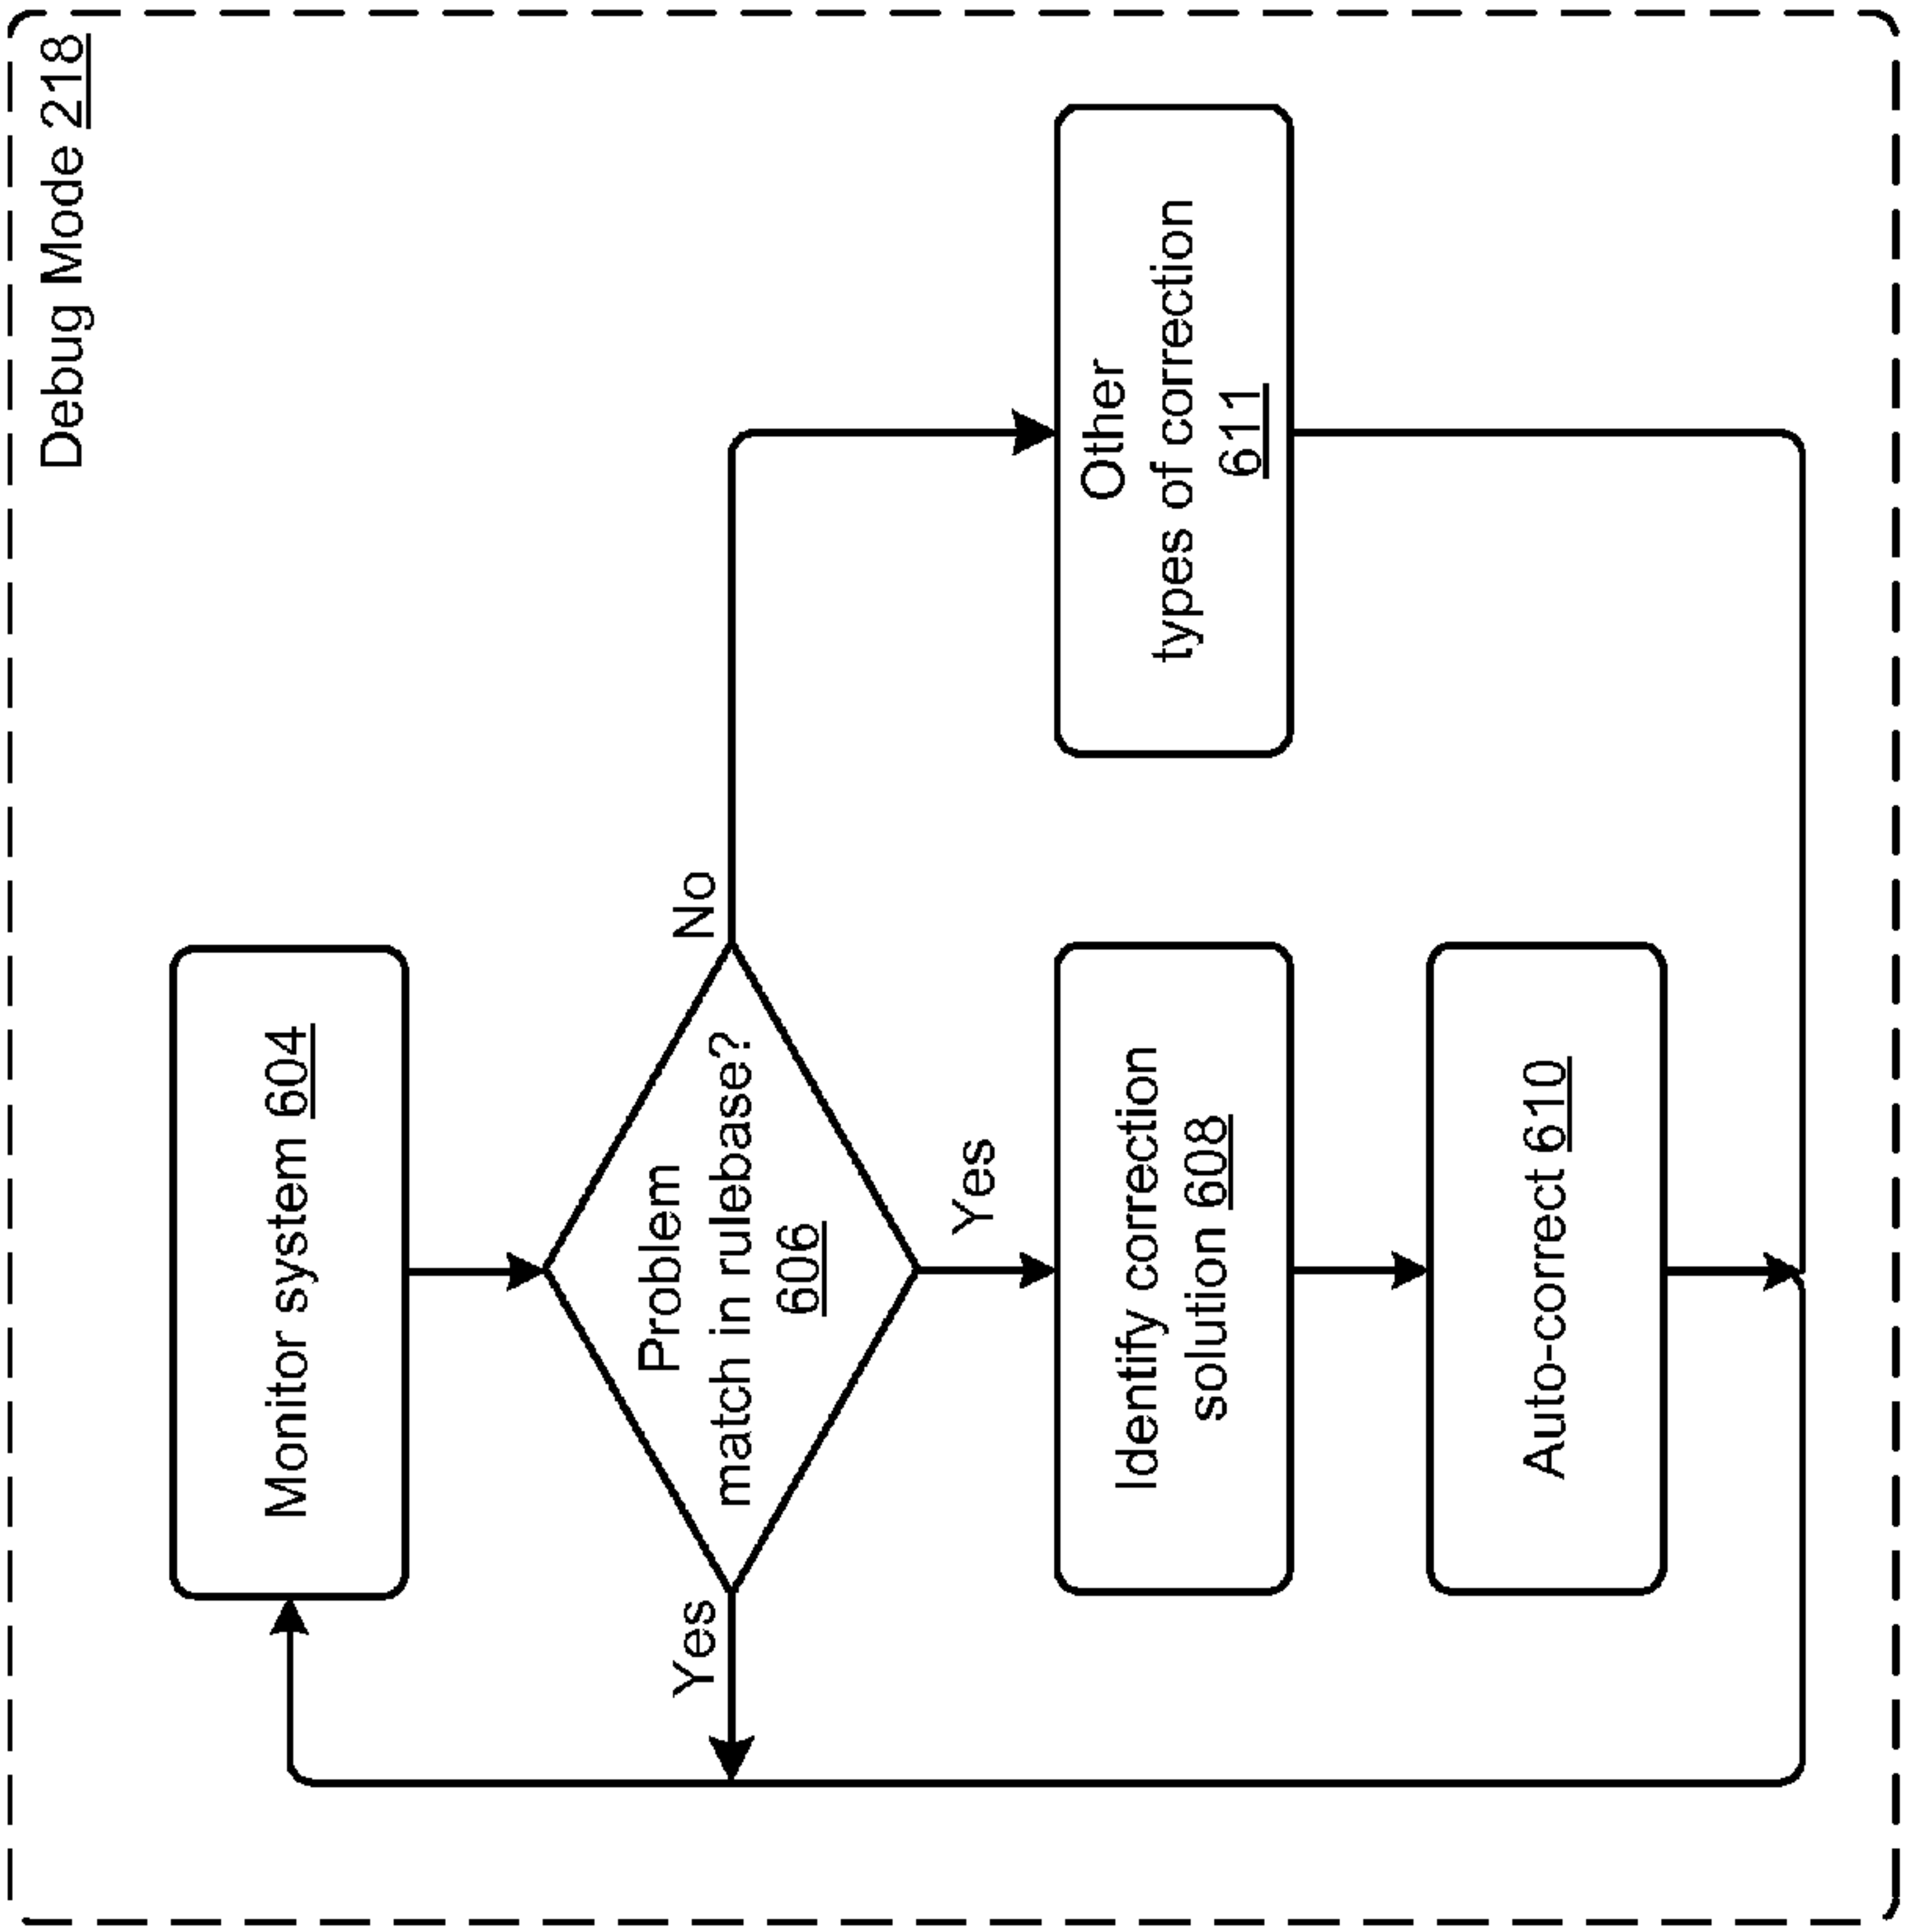 Debug Mode 218
Monitor system 604
Problem
match in rulebase?
606
No
Yes
Yes
Other
types of correction
611
Identify correction
solution 608
Auto-correct 610